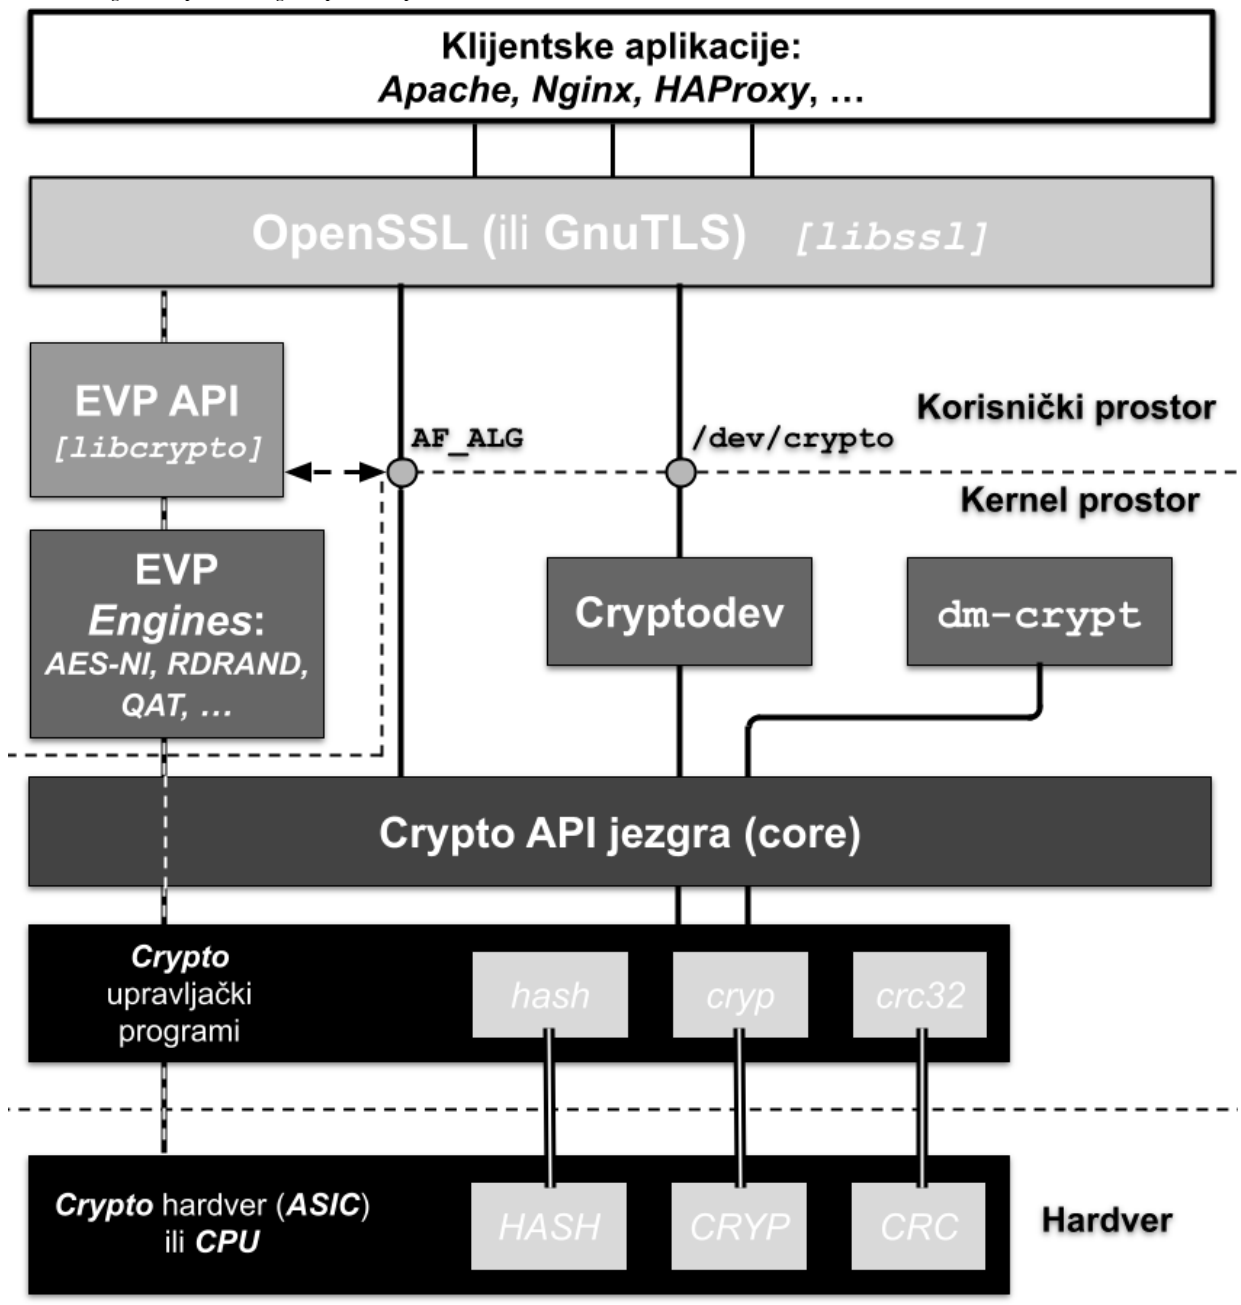 Klijentske aplikacije:
Apache, Nginx, HAProxy, …
OpenSSL (ili GnuTLS) [libssl]
EVP API
[libcrypto]
AF_ALG
/dev/crypto
Korisnički prostor
Kernel prostor
EVP
Engines:
AES-NI, RDRAND,
QAT, …
Cryptodev
dm-crypt
Crypto API jezgra (core)
Crypto
upravljački
programi
hash
cryp
crc32
Crypto hardver (ASIC)
ili CPU
HASH
CRYP
CRC
Hardver